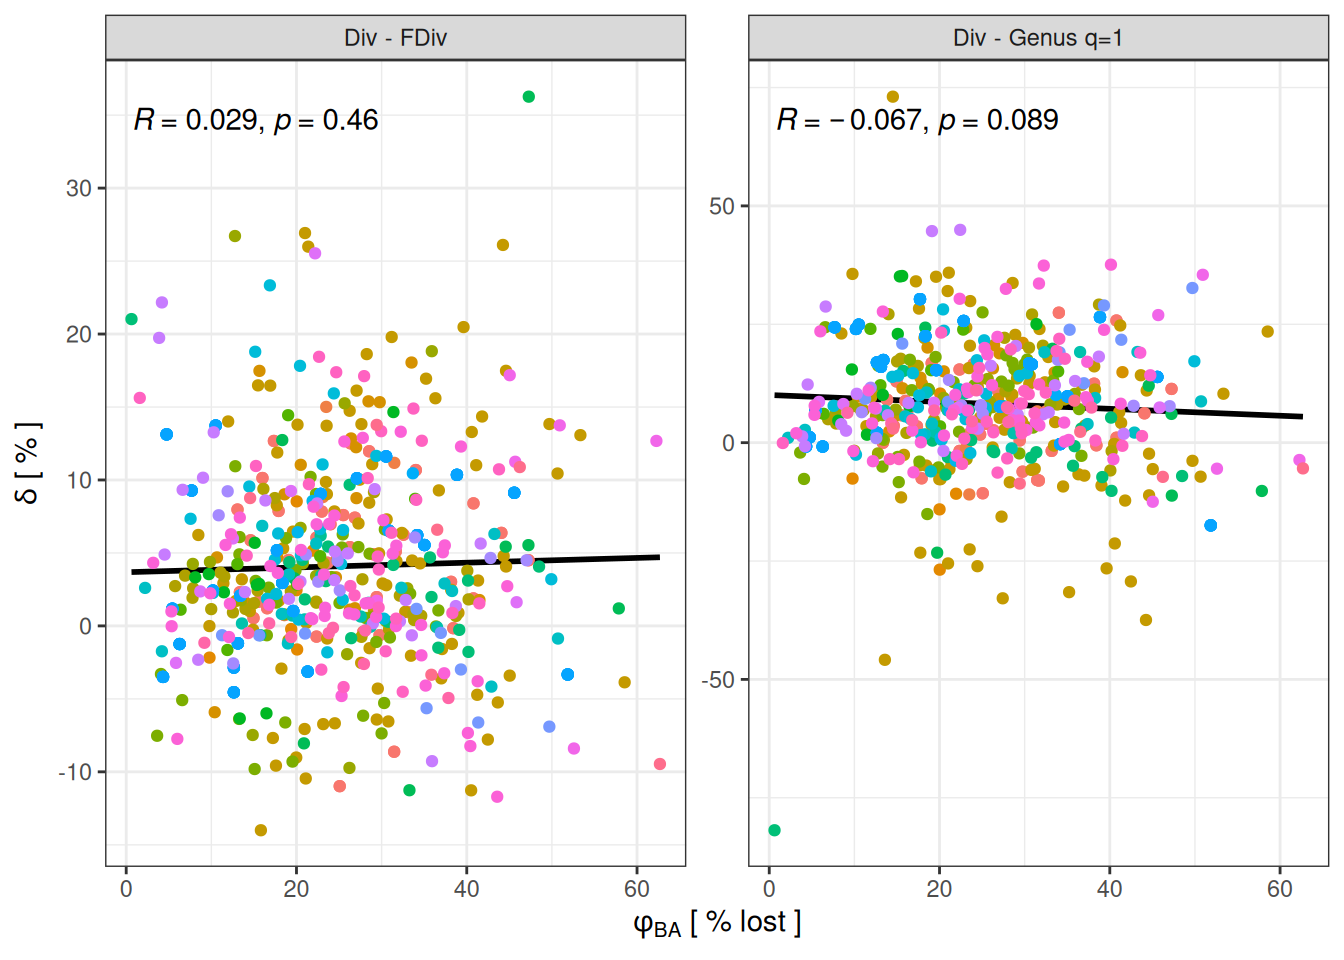 Div - FDiv
Div - Genus q=1
R = 0.029, p = 0.46
R = −0.067, p = 0.089
30
20
10
0
-10
50
0
-50
δ [ % ]
0 20 40 60
0 20 40 60
φBA [ % lost ]